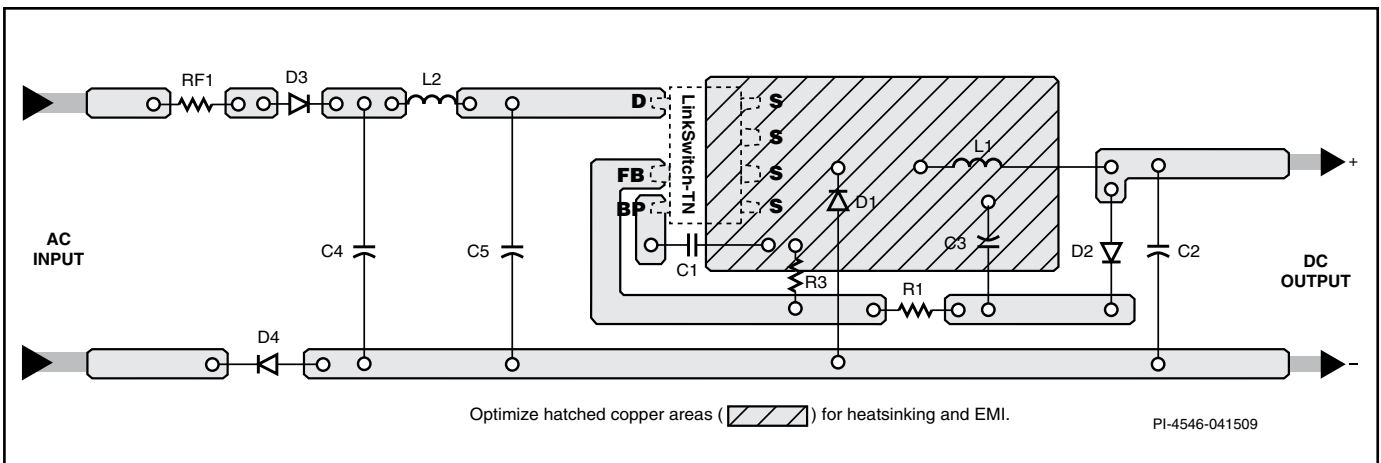 RF1
D3
L2
D
LinkSwitch-TN
S
S
FB
S
BP
S
L1
+
D1
AC
INPUT
C4
C5
C1
R3
C3
D2
C2
DC
OUTPUT
R1
D4
–
Optimize hatched copper areas ( ) for heatsinking and EMI.
PI-4546-041509